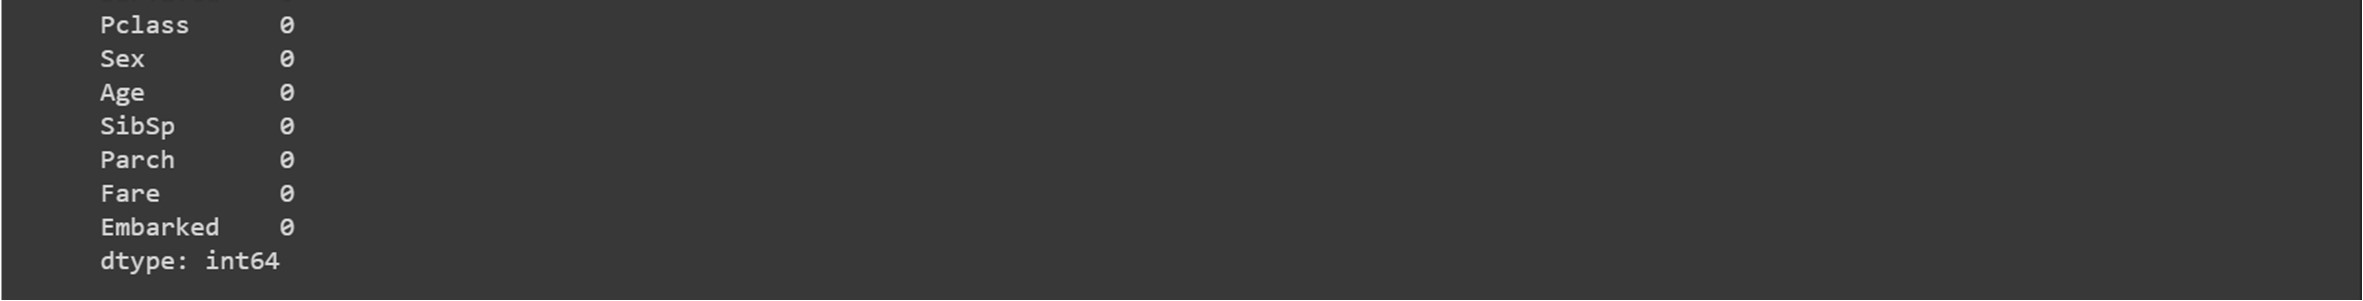 Pclass      0
Sex         0
Age         0
SibSp       0
Parch       0
Fare        0
Embarked    0
dtype: int64